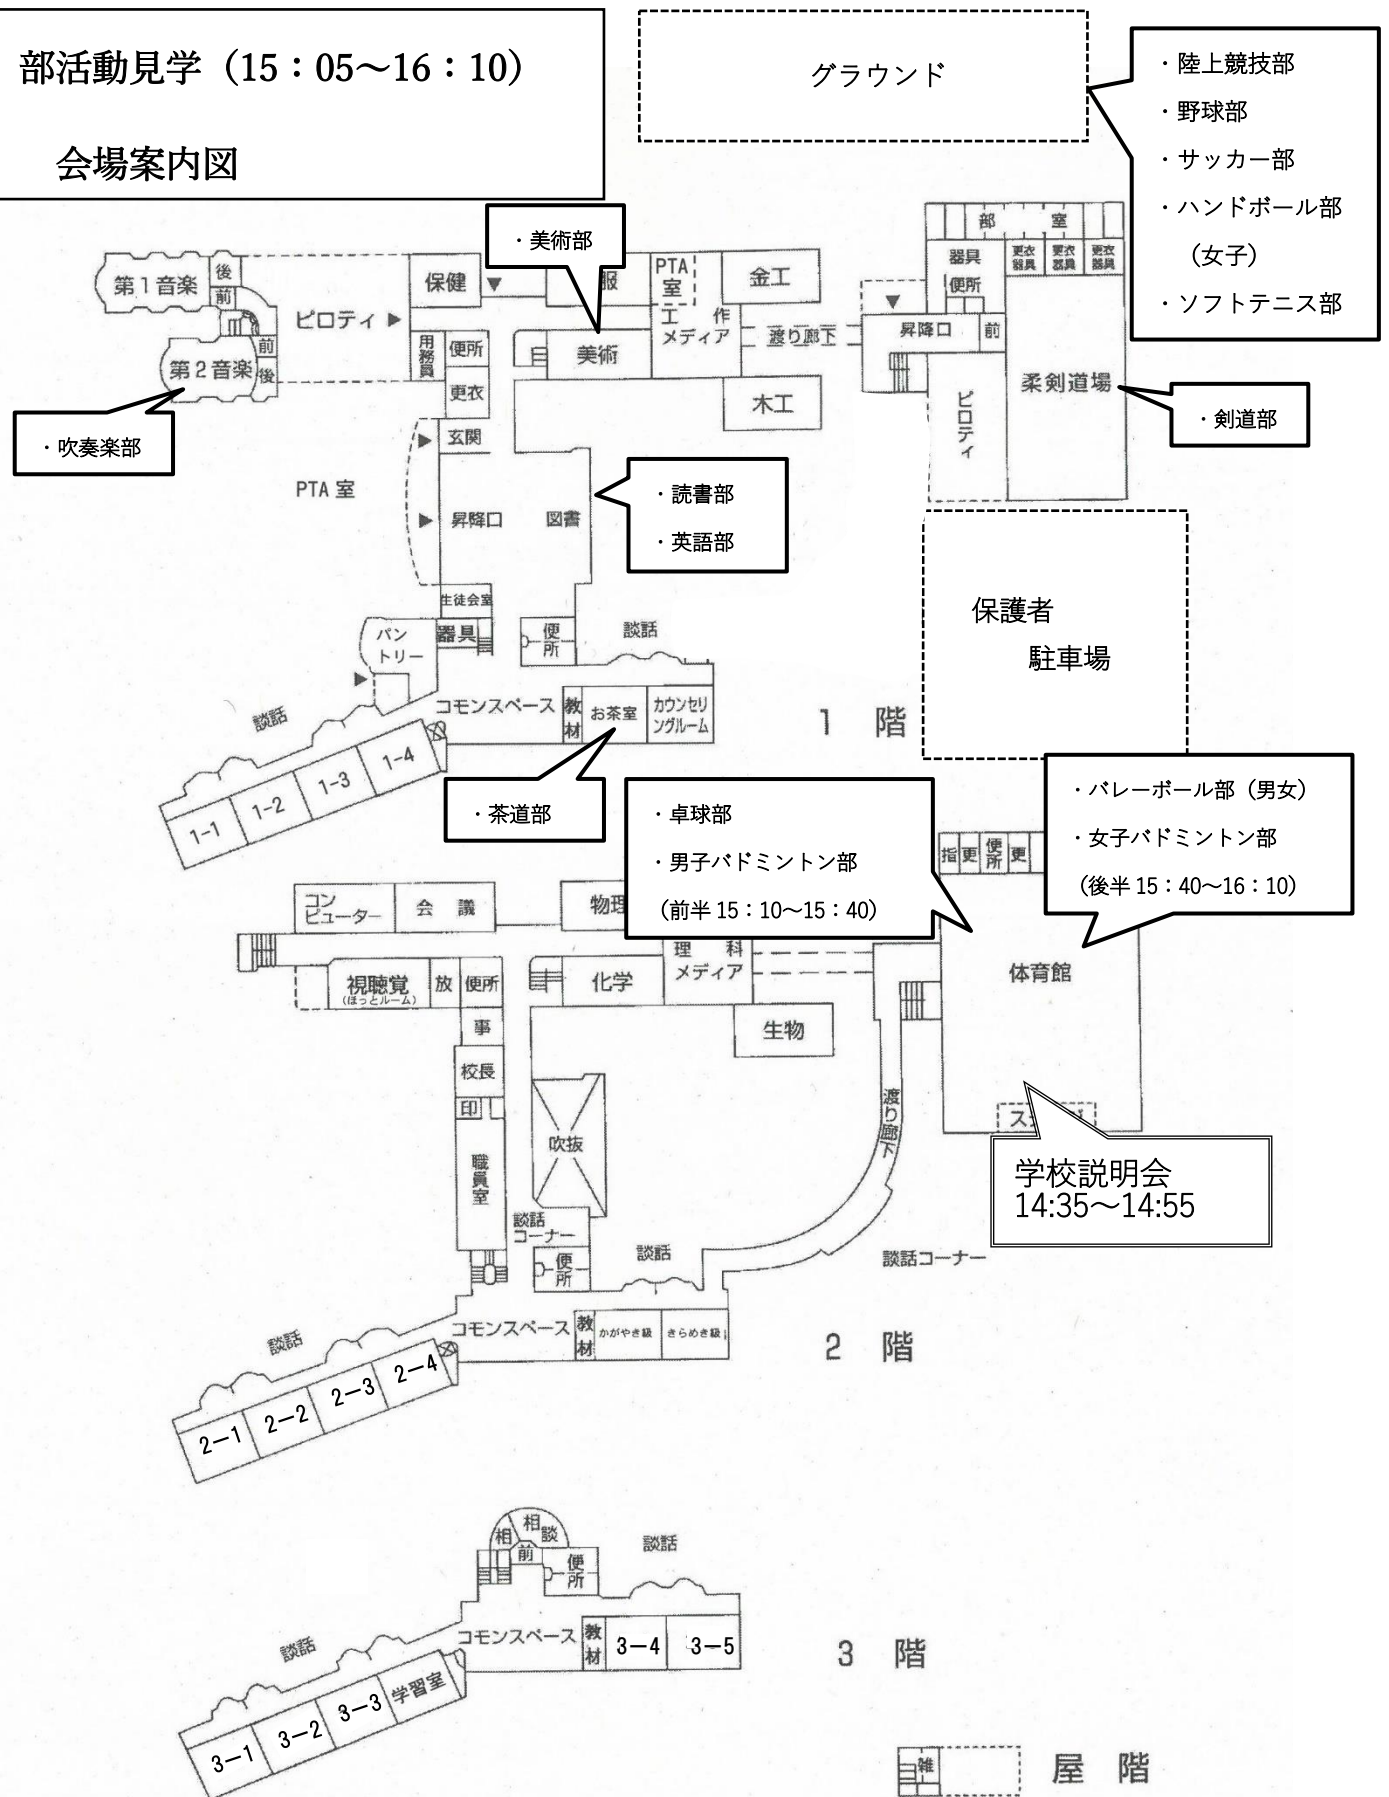 部活動見学（15：05～16：10）
会場案内図
グラウンド
・陸上競技部
・野球部
・サッカー部
・ハンドボール部
（女子）
・ソフトテニス部
・美術部
第1音楽
後
前
第2音楽
前
後
ピロティ
保健
服
PTA
室
金工
工作
メディア
渡り廊下
用務員
便所
美術
更衣
木工
玄関
部室
器具
更衣
器具
更衣
器具
更衣
器具
便所
昇降口
前
柔剣道場
ピロティ
・剣道部
・吹奏楽部
PTA 室
昇降口
図書
・読書部
・英語部
生徒会室
器具
パン
トリー
便所
談話
保護者
駐車場
談話
コモンスペース
教材
お茶室
カウンセリ
ングルーム
1 階
1-1
1-2
1-3
1-4
・茶道部
・卓球部
・男子バドミントン部
（前半 15：10～15：40）
・バレーボール部（男女）
・女子バドミントン部
（後半 15：40～16：10）
指
更
便所
更
コン
ピューター
会議
物理
理科
メディア
視聴覚
（ほっとルーム）
放
便所
化学
体育館
事
生物
校長
印
吹抜
職員室
渡り廊下
学校説明会
14:35～14:55
談話
コーナー
便所
談話
談話コーナー
談話
コモンスペース
教材
かがやき級
きらめき級
2 階
2－1
2－2
2－3
2－4
相
相談
前
便所
談話
談話
コモンスペース
教材
3－4
3－5
3 階
3－1
3－2
3－3
学習室
雑
屋 階